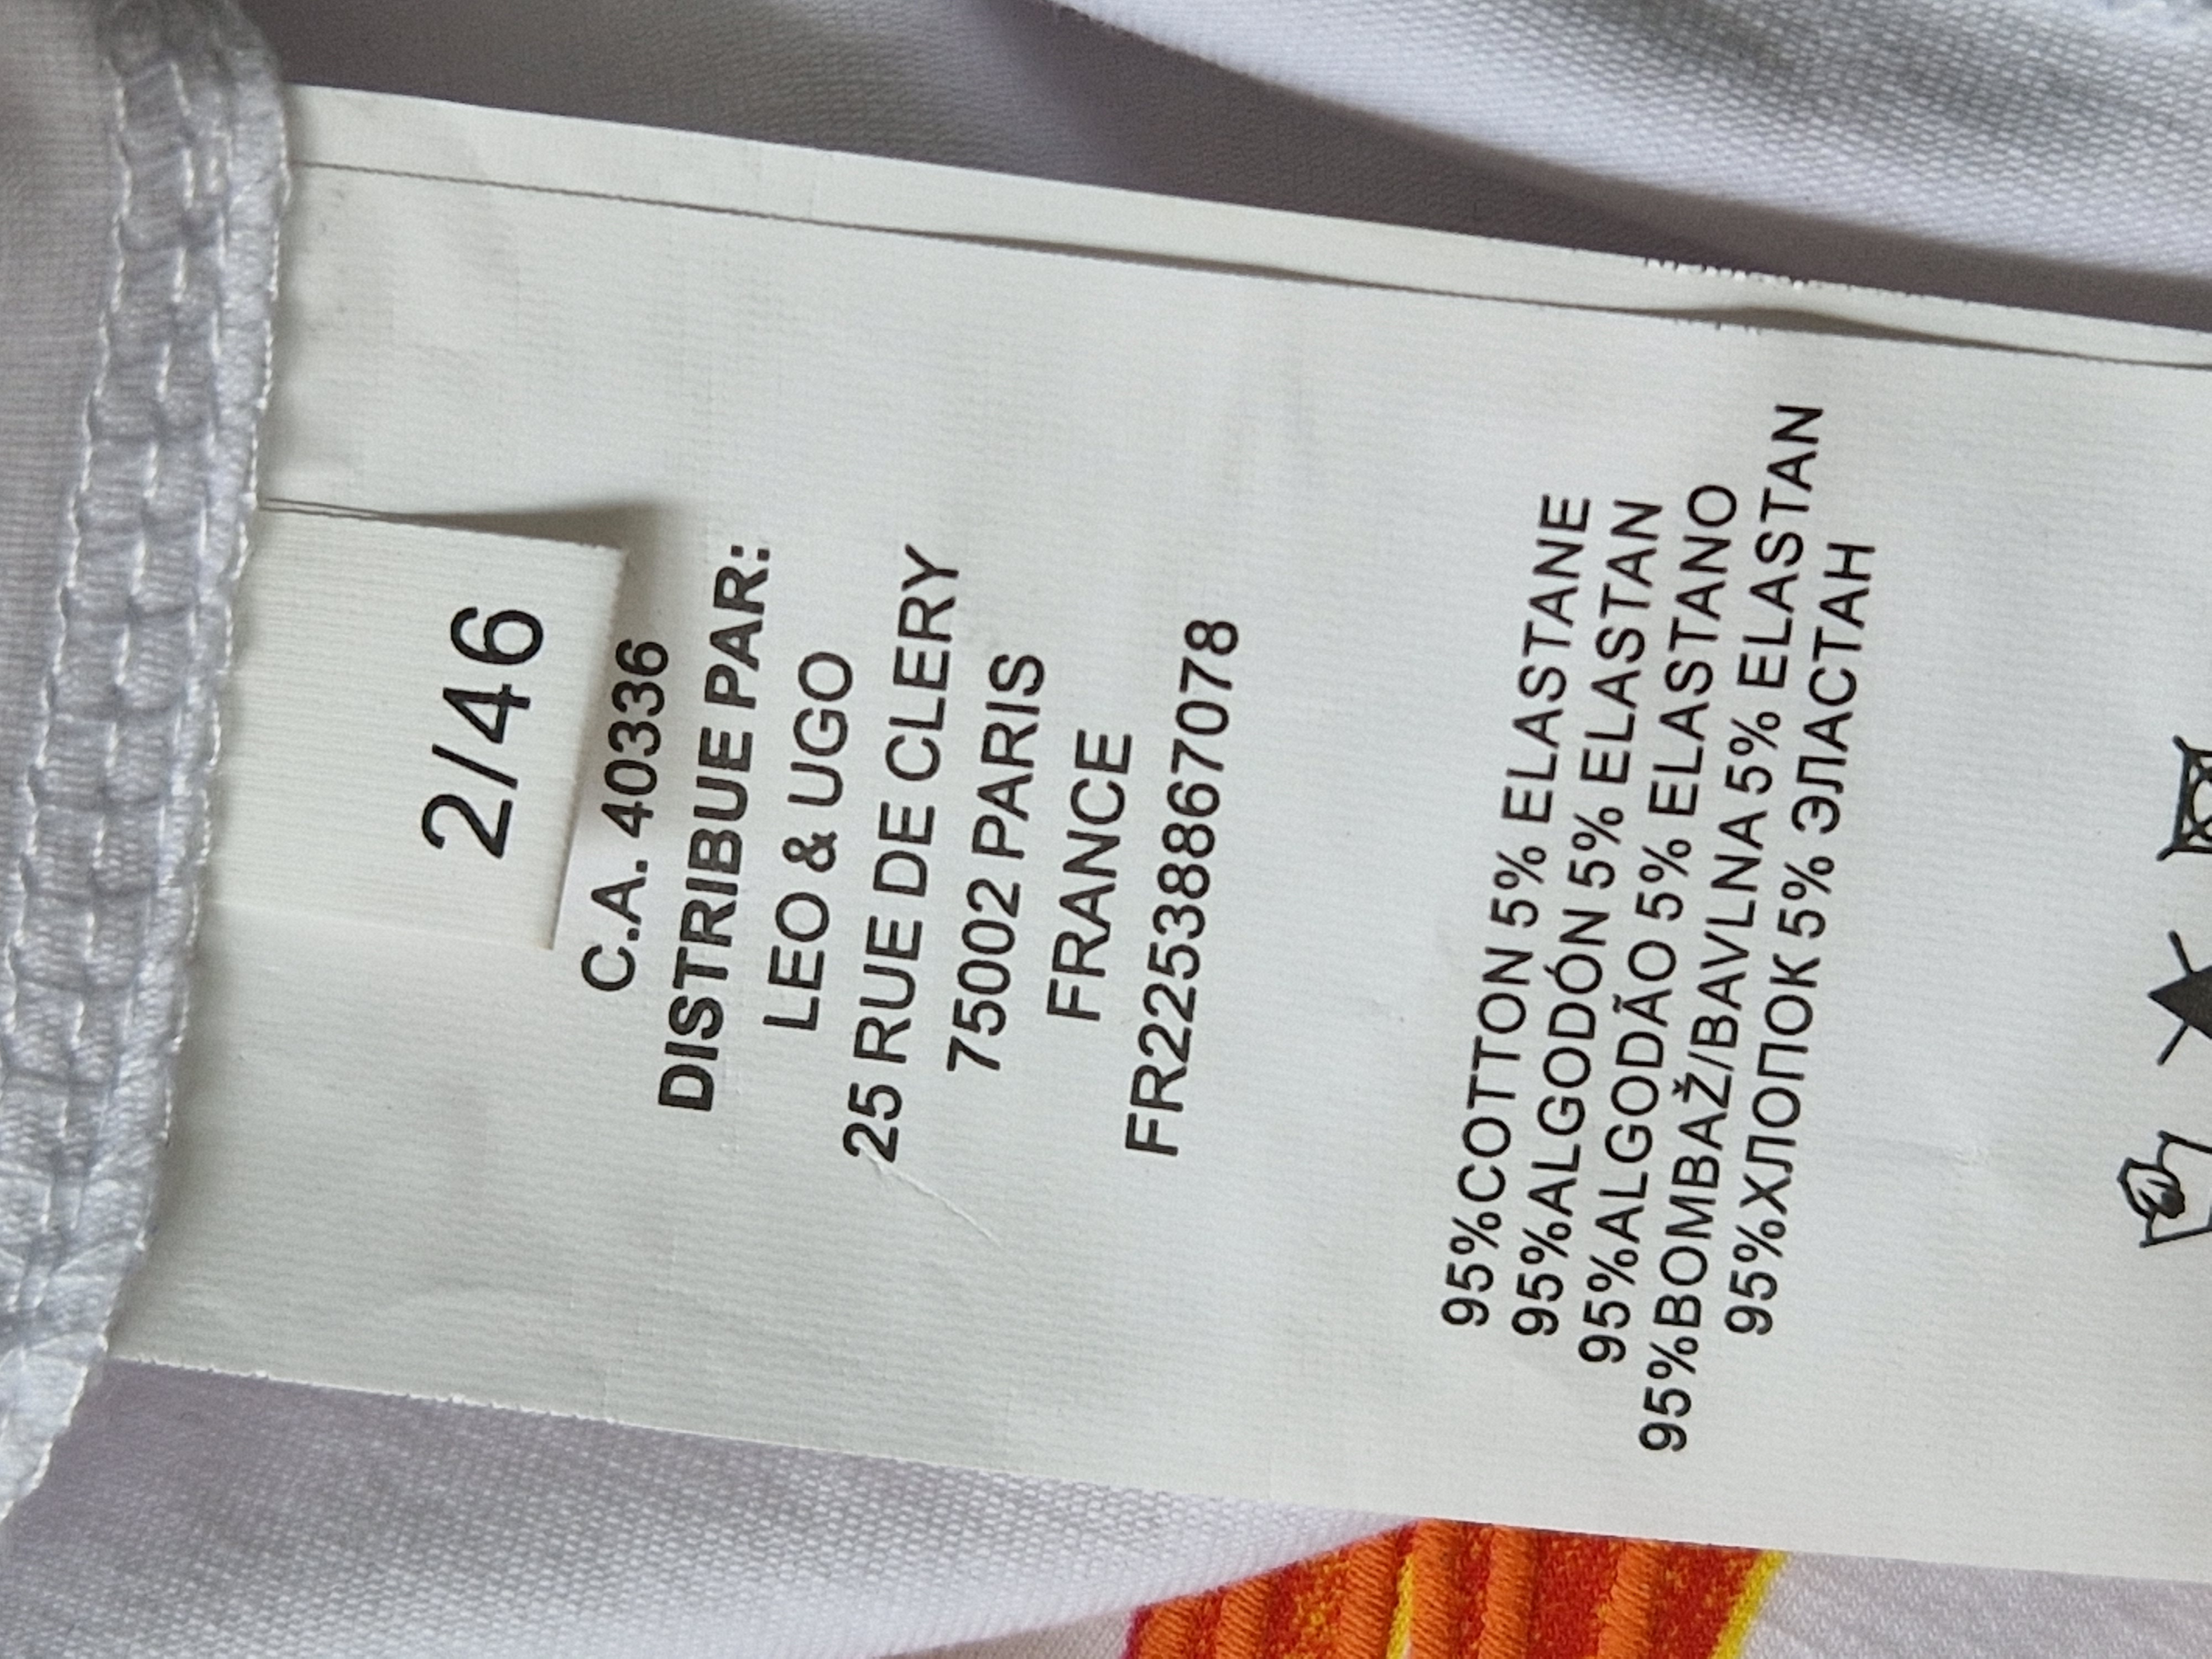 2/46
C.A. 40336
DISTRIBUE PAR:
LEO & UGO
25 RUE DE CLERY
75002 PARIS
FRANCE
FR22538867078
95%COTTON 5% ELASTANE
95%ALGODÓN 5% ELASTAN
95%ALGODÃO 5% ELASTANO
95%BOMBAŽ/BAVLNA 5% ELASTAN
95%ХЛОПОК 5% ЭЛАСТАН